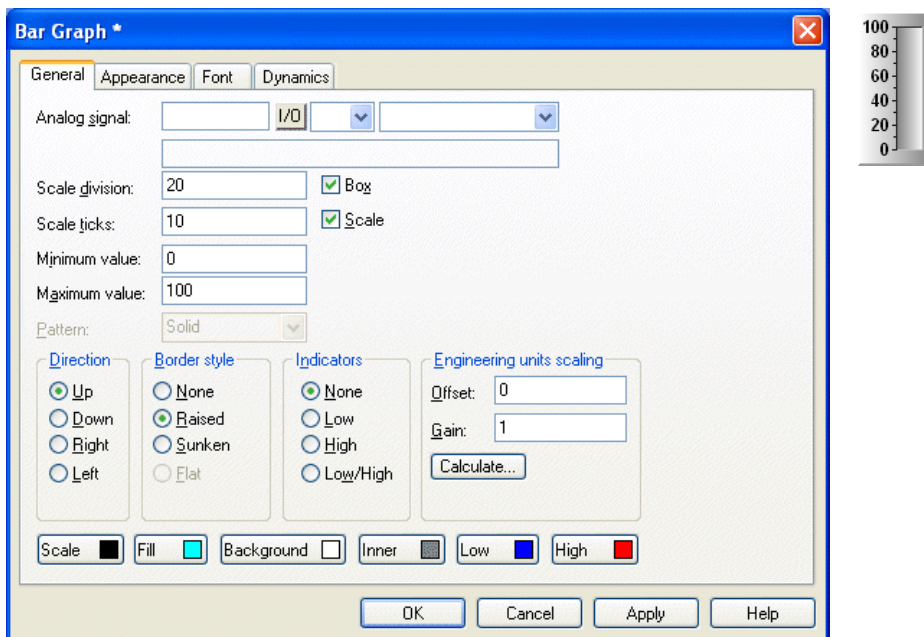 Bar Graph *
General Appearance Font Dynamics
Analog signal: I/O
Scale division: 20 Box
Scale ticks: 10 Scale
Minimum value: 0
Maximum value: 100
Pattern: Solid
Direction Border style Indicators Engineering units scaling
Up None None Offset: 0
Down Raised Low Gain: 1
Right Sunken High Calculate...
Left Flat Low/High
Scale Fill Background Inner Low High
OK Cancel Apply Help
100
80
60
40
20
0